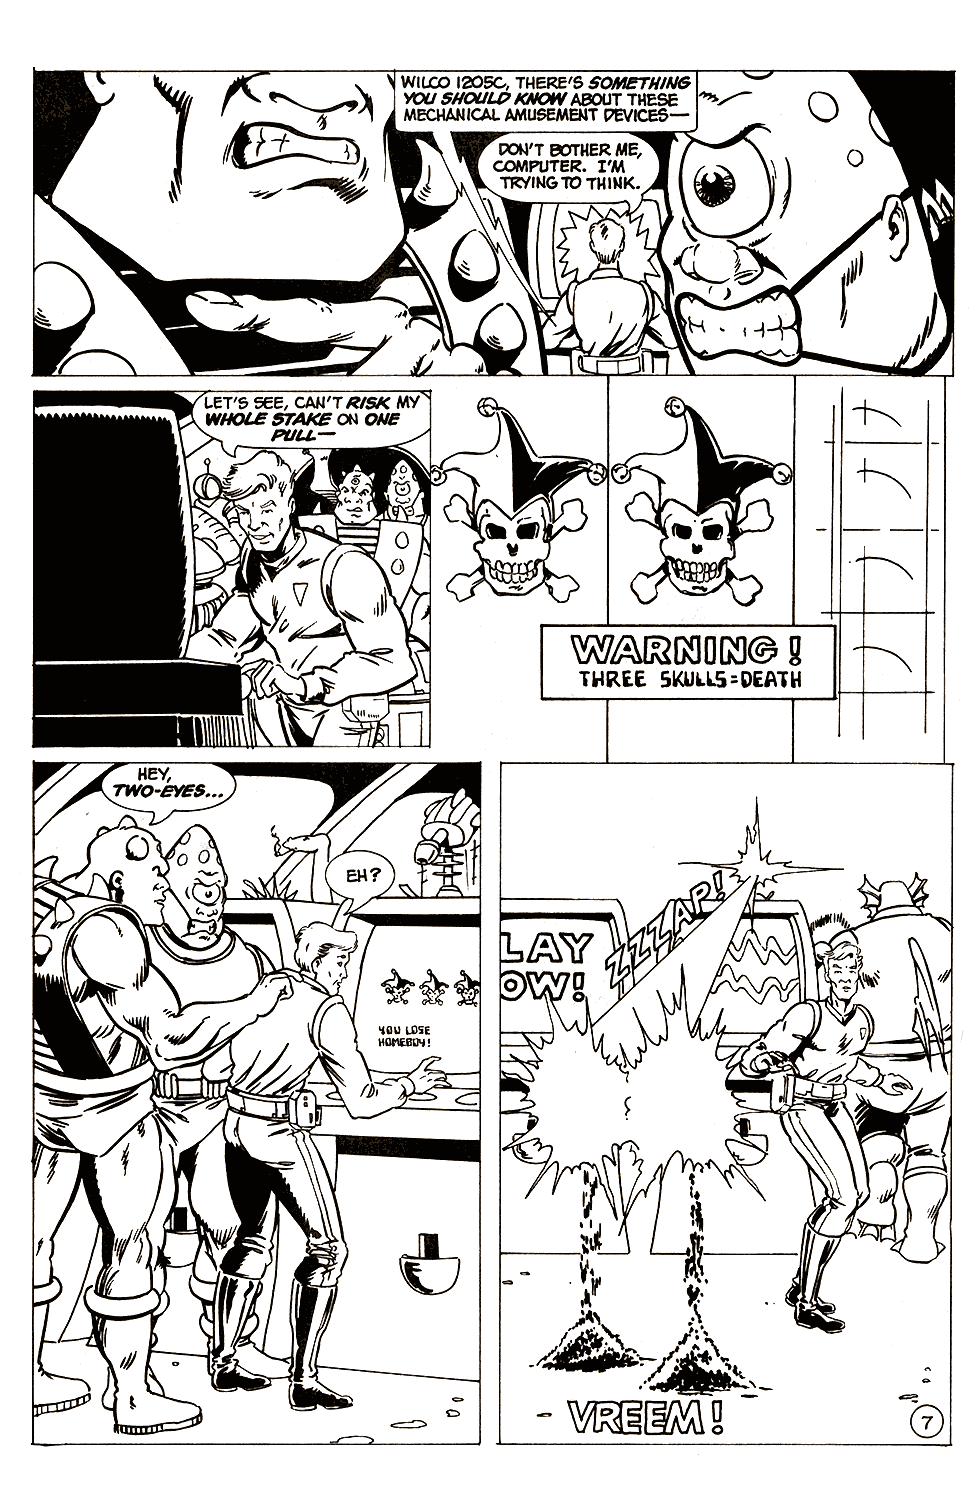 WILCO 1205C, THERE'S SOMETHING
YOU SHOULD KNOW ABOUT THESE
MECHANICAL AMUSEMENT DEVICES—
DON'T BOTHER ME,
COMPUTER. I'M
TRYING TO THINK.
LET'S SEE, CAN'T RISK MY
WHOLE STAKE ON ONE
PULL—
WARNING!
THREE SKULLS=DEATH
HEY,
TWO-EYES...
EH?
YOU LOSE
HOMEBOY!
LAY
OW!
ZZZZAP!
VREEM!
7